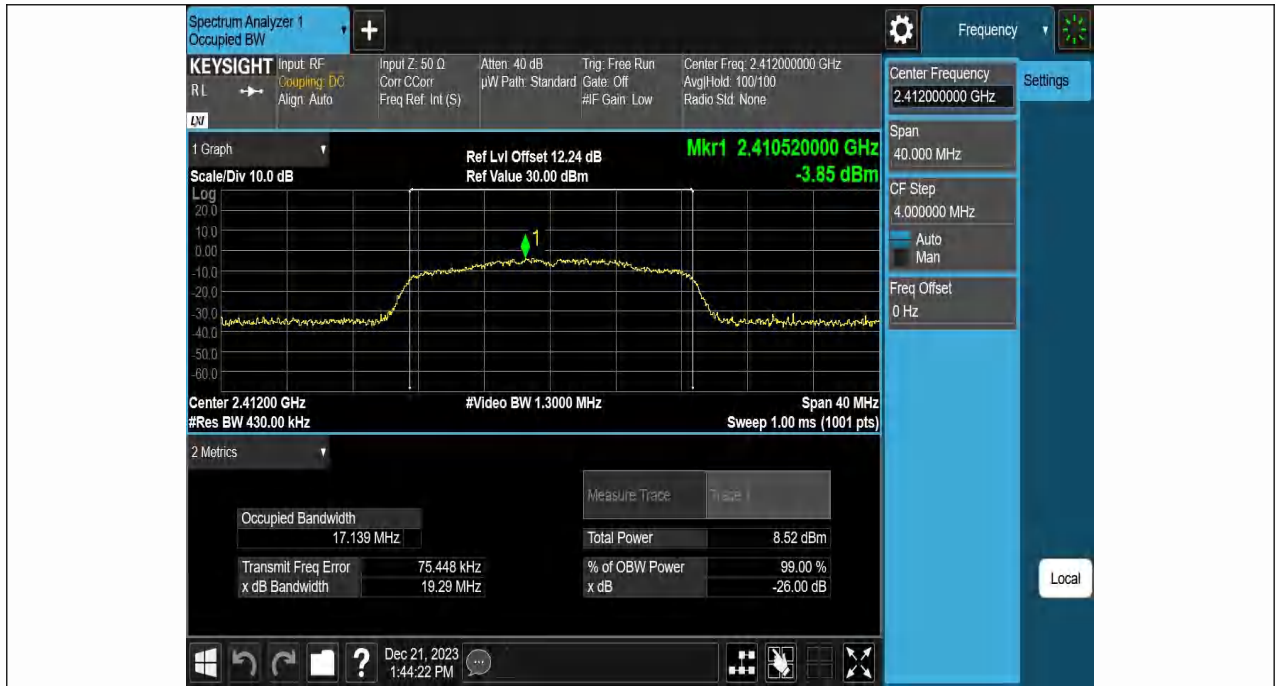 Spectrum Analyzer 1
Occupied BW
+
Frequency
KEYSIGHT
RL
LXI
Input: RF
Coupling: DC
Align: Auto
Input Z: 50 Ω
Corr CCorr
Freq Ref: Int (S)
Atten: 40 dB
µW Path: Standard
Trig: Free Run
Gate: Off
#IF Gain: Low
Center Freq: 2.412000000 GHz
Avg|Hold: 100/100
Radio Std: None
1 Graph
Scale/Div 10.0 dB
Ref Lvl Offset 12.24 dB
Ref Value 30.00 dBm
Mkr1 2.410520000 GHz
-3.85 dBm
Log
20.0
10.0
0.00
-10.0
-20.0
-30.0
-40.0
-50.0
-60.0
1
Center 2.41200 GHz
#Res BW 430.00 kHz
#Video BW 1.3000 MHz
Span 40 MHz
Sweep 1.00 ms (1001 pts)
2 Metrics
Measure Trace
Trace 1
Occupied Bandwidth
17.139 MHz
Total Power 8.52 dBm
Transmit Freq Error 75.448 kHz
% of OBW Power 99.00 %
x dB Bandwidth 19.29 MHz
x dB -26.00 dB
Center Frequency
2.412000000 GHz
Settings
Span
40.000 MHz
CF Step
4.000000 MHz
Auto
Man
Freq Offset
0 Hz
Local
?
Dec 21, 2023
1:44:22 PM